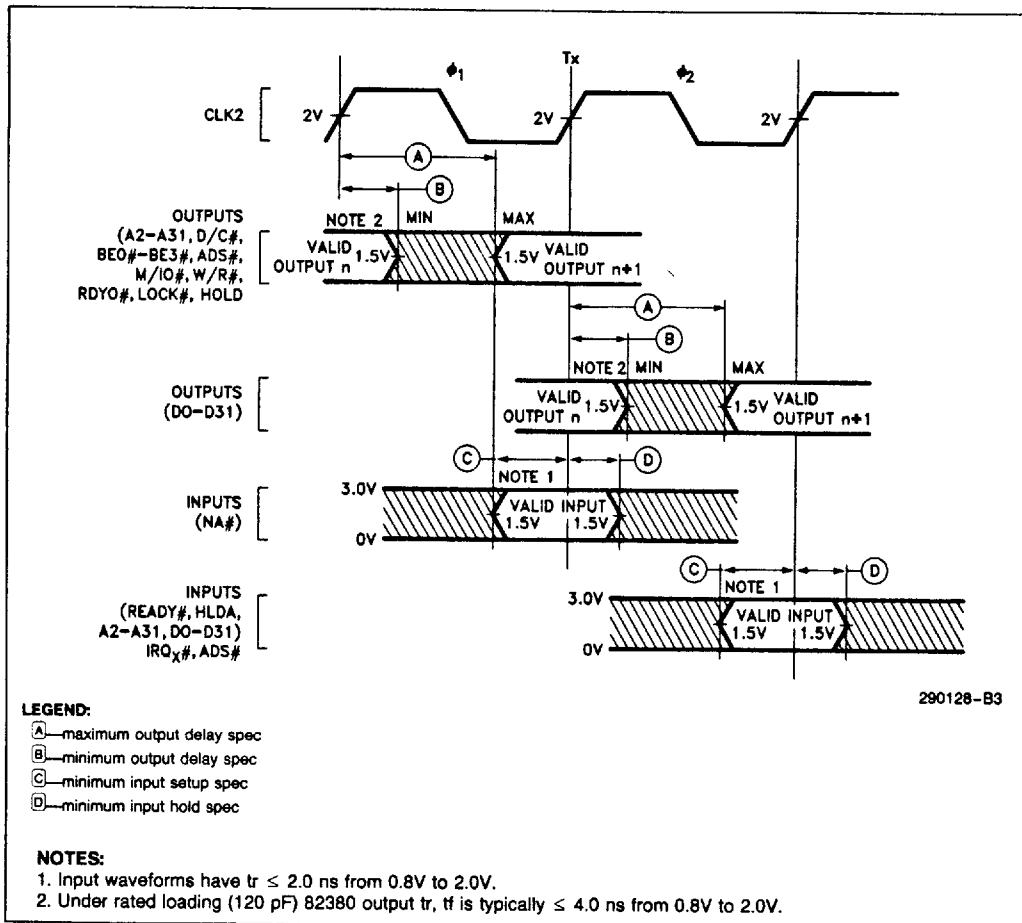 Tx
ϕ1 ϕ2
CLK2 2V 2V 2V
A
B
OUTPUTS
(A2-A31, D/C#,
BE0#-BE3#, ADS#,
M/IO#, W/R#,
RDYO#, LOCK#, HOLD
NOTE 2 MIN MAX
VALID
OUTPUT n
1.5V 1.5V
VALID
OUTPUT n+1
A
B
OUTPUTS
(D0-D31)
NOTE 2 MIN MAX
VALID
OUTPUT n
1.5V 1.5V
VALID
OUTPUT n+1
C D
INPUTS
(NA#)
NOTE 1
3.0V
VALID INPUT
1.5V 1.5V
0V
C D
INPUTS
(READY#, HLDA,
A2-A31, D0-D31)
IRQX#, ADS#
NOTE 1
3.0V
VALID INPUT
1.5V 1.5V
0V
290128-B3
LEGEND:
A—maximum output delay spec
B—minimum output delay spec
C—minimum input setup spec
D—minimum input hold spec
NOTES:
1. Input waveforms have tr ≤ 2.0 ns from 0.8V to 2.0V.
2. Under rated loading (120 pF) 82380 output tr, tf is typically ≤ 4.0 ns from 0.8V to 2.0V.